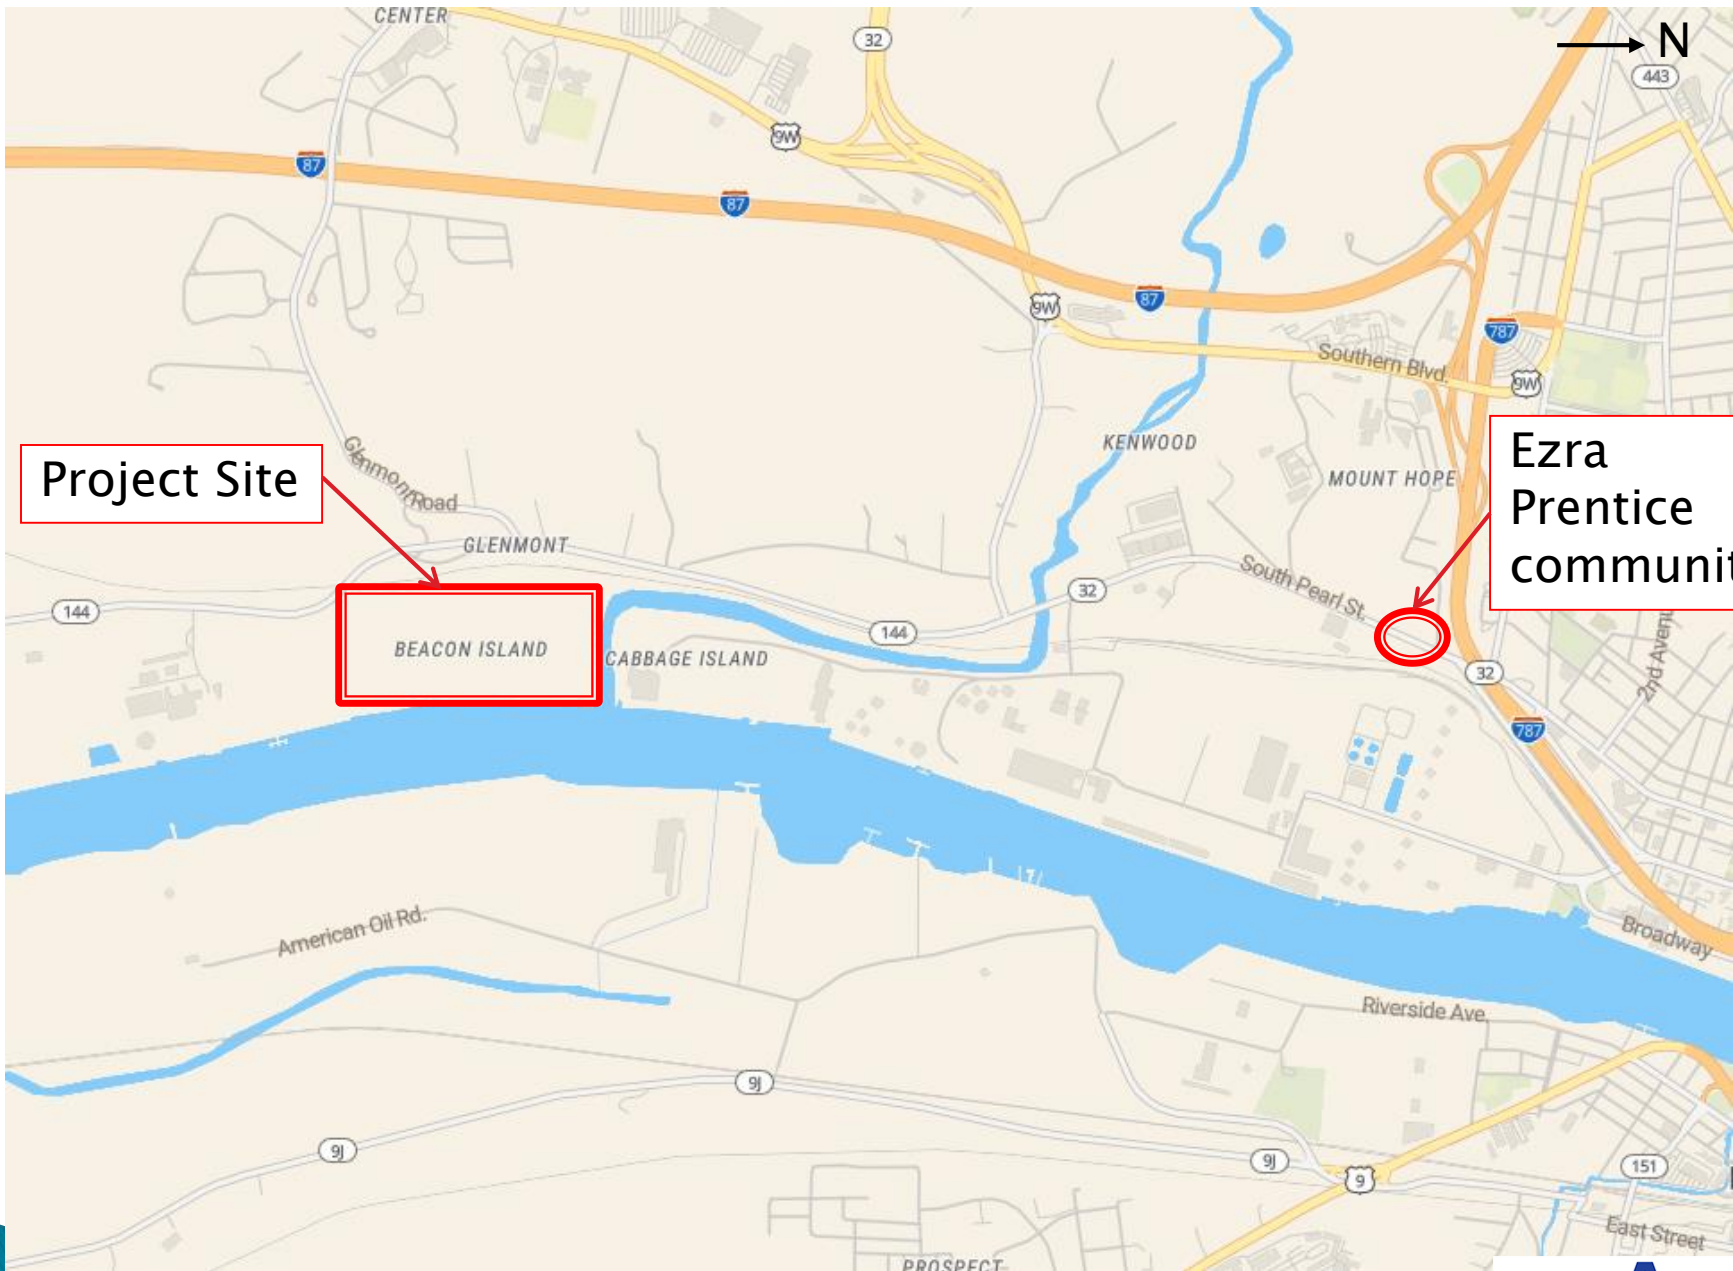 CENTER
32
N
443
9W
87
87
9W
87
787
Southern Blvd.
9W
Project Site
Glenmont Road
KENWOOD
MOUNT HOPE
Ezra
Prentice
communit
GLENMONT
144
BEACON ISLAND
CABBAGE ISLAND
144
32
South Pearl St.
32
2nd Avenu
787
American Oil Rd.
Broadway
Riverside Ave.
9J
9J
9J
9
151
East Street
PROSPECT